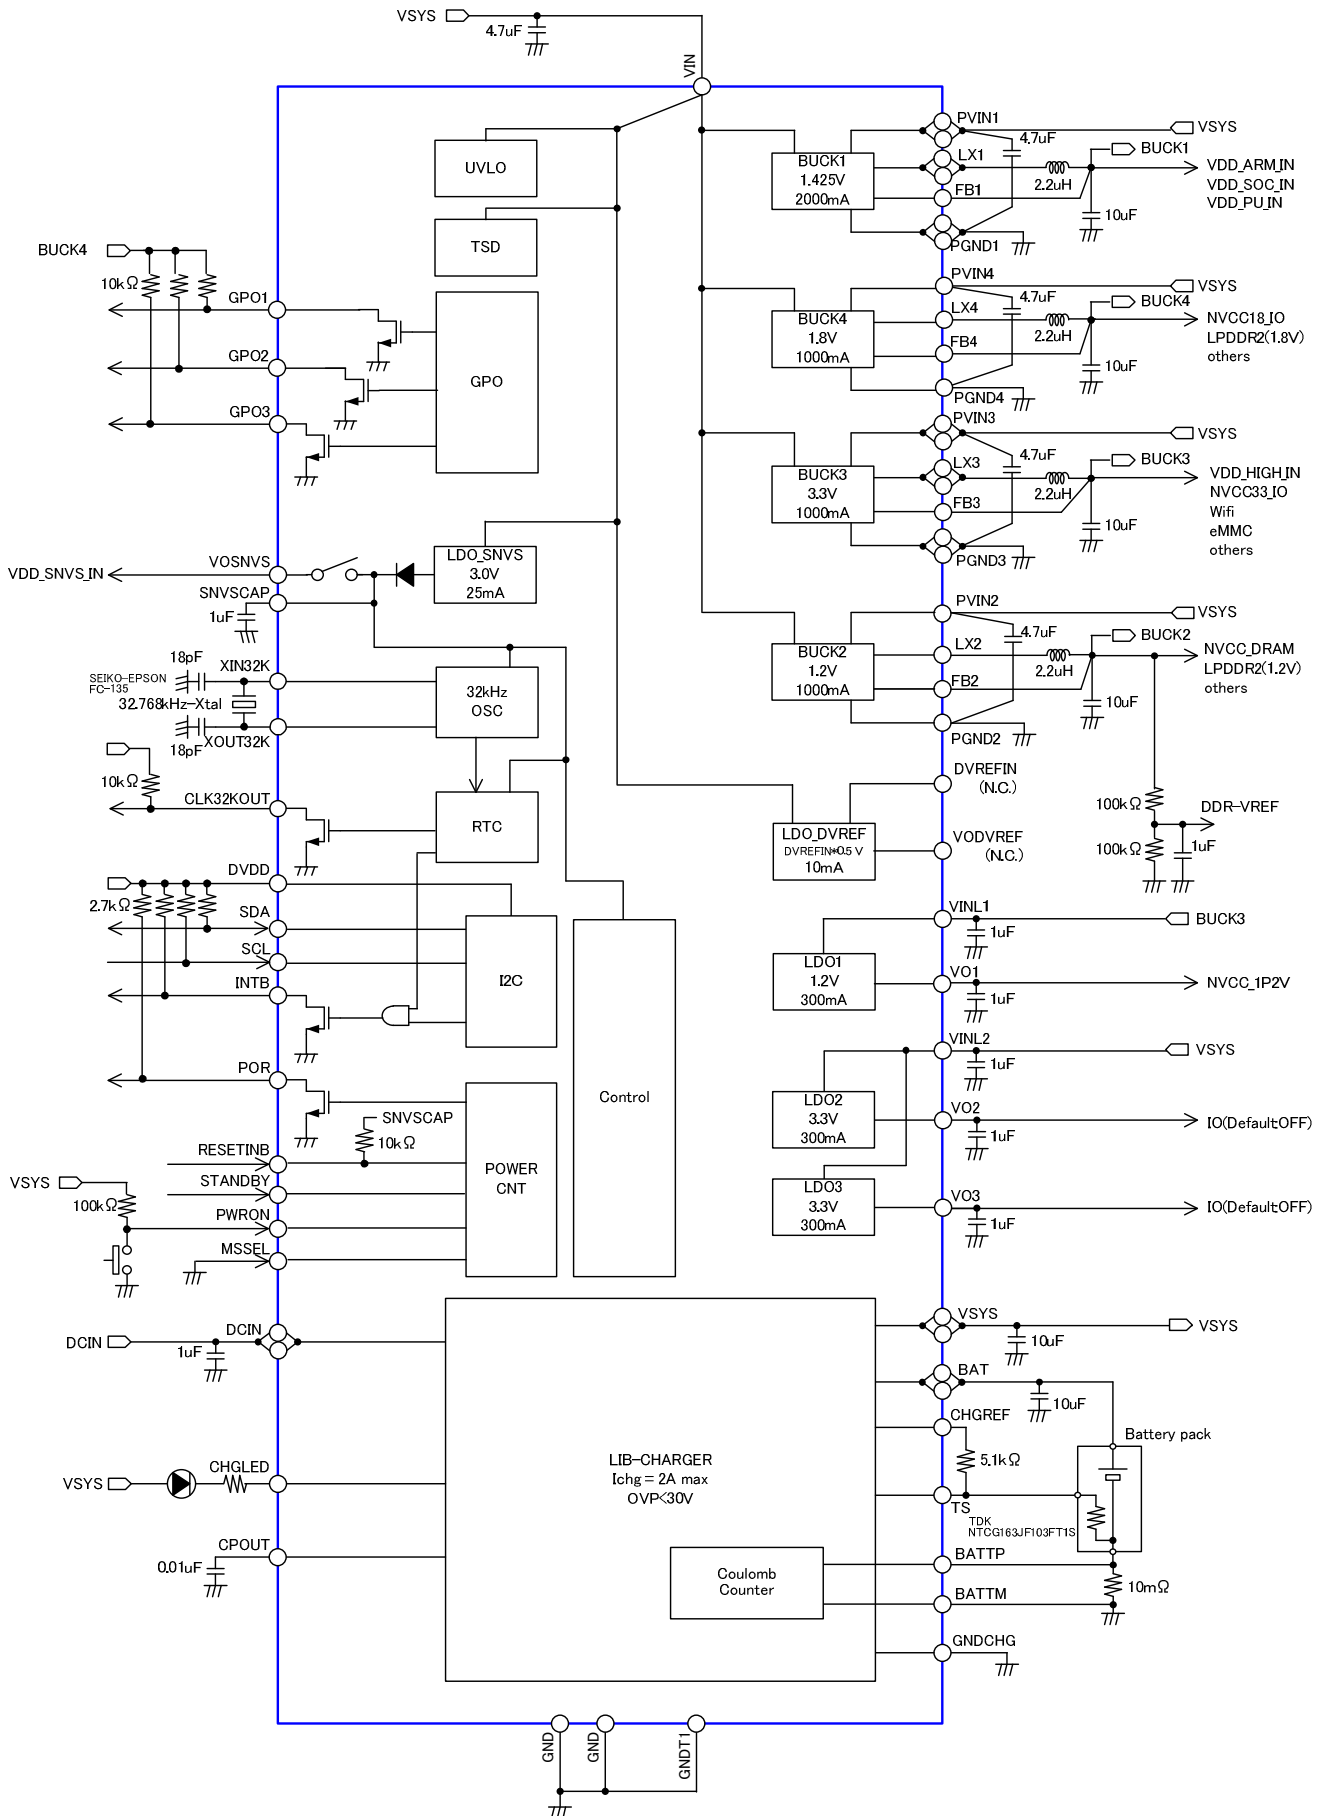 VSYS
4.7uF
VIN
UVLO
TSD
GPO
BUCK4
10kΩ
GPO1
GPO2
GPO3
BUCK1
1.425V
2000mA
PVIN1
VSYS
4.7uF
BUCK1
LX1
2.2uH
FB1
VDD_ARM_IN
VDD_SOC_IN
VDD_PU_IN
10uF
PGND1
BUCK4
1.8V
1000mA
PVIN4
VSYS
4.7uF
BUCK4
LX4
2.2uH
FB4
NVCC18_IO
LPDDR2(1.8V)
others
10uF
PGND4
BUCK3
3.3V
1000mA
PVIN3
VSYS
4.7uF
BUCK3
LX3
2.2uH
FB3
VDD_HIGH_IN
NVCC33_IO
Wifi
eMMC
others
10uF
PGND3
BUCK2
1.2V
1000mA
PVIN2
VSYS
4.7uF
BUCK2
LX2
2.2uH
FB2
NVCC_DRAM
LPDDR2(1.2V)
others
10uF
PGND2
LDO_SNVS
3.0V
25mA
VOSNVS
VDD_SNVS_IN
SNVSCAP
1uF
18pF
XIN32K
SEIKO-EPSON
FC-135
32.768kHz-Xtal
XOUT32K
18pF
32kHz
OSC
10kΩ
CLK32KOUT
RTC
DVREFIN
(N.C.)
LDO_DVREF
DVREFIN*0.5 V
10mA
VODVREF
(N.C.)
100kΩ
DDR-VREF
100kΩ
1uF
DVDD
2.7kΩ
SDA
SCL
INTB
I2C
POR
SNVSCAP
10kΩ
RESETINB
STANDBY
PWRON
MSSEL
VSYS
100kΩ
POWER
CNT
Control
VINL1
BUCK3
1uF
LDO1
1.2V
300mA
VO1
NVCC_1P2V
1uF
VINL2
VSYS
1uF
LDO2
3.3V
300mA
VO2
IO(Default:OFF)
1uF
LDO3
3.3V
300mA
VO3
IO(Default:OFF)
1uF
DCIN
DCIN
1uF
VSYS
VSYS
10uF
BAT
10uF
CHGREF
Battery pack
5.1kΩ
LIB-CHARGER
Ichg = 2A max
OVP<30V
VSYS
CHGLED
TS
TDK
NTCG163JF103FT1S
CPOUT
0.01uF
Coulomb
Counter
BATTP
10mΩ
BATTM
GNDCHG
GND
GND
GNDT1